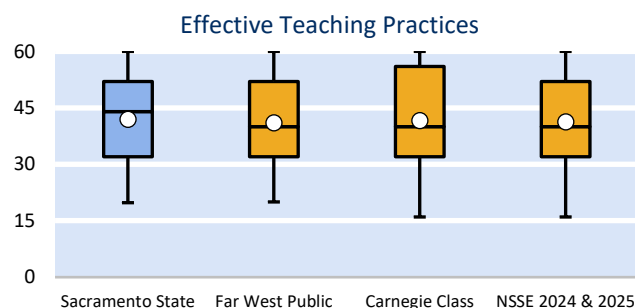 Effective Teaching Practices
60
45
30
15
0
Sacramento State Far West Public Carnegie Class NSSE 2024 & 2025